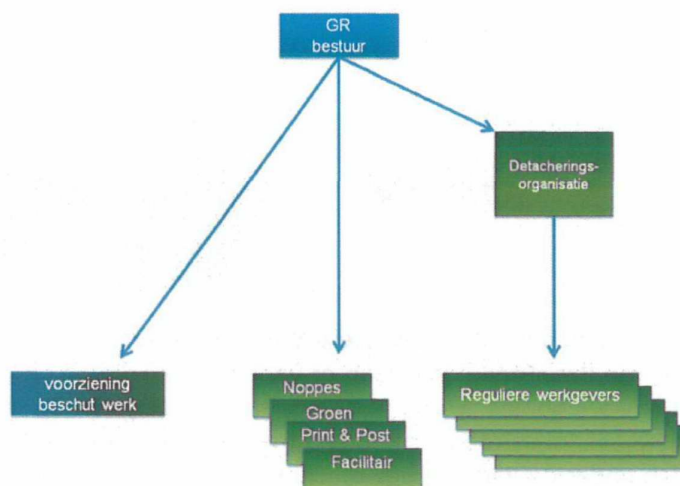 GR
bestuur
Detacherings-
organisatie
voorziening
beschut werk
Noppes
Groen
Print & Post
Facilitair
Reguliere werkgevers